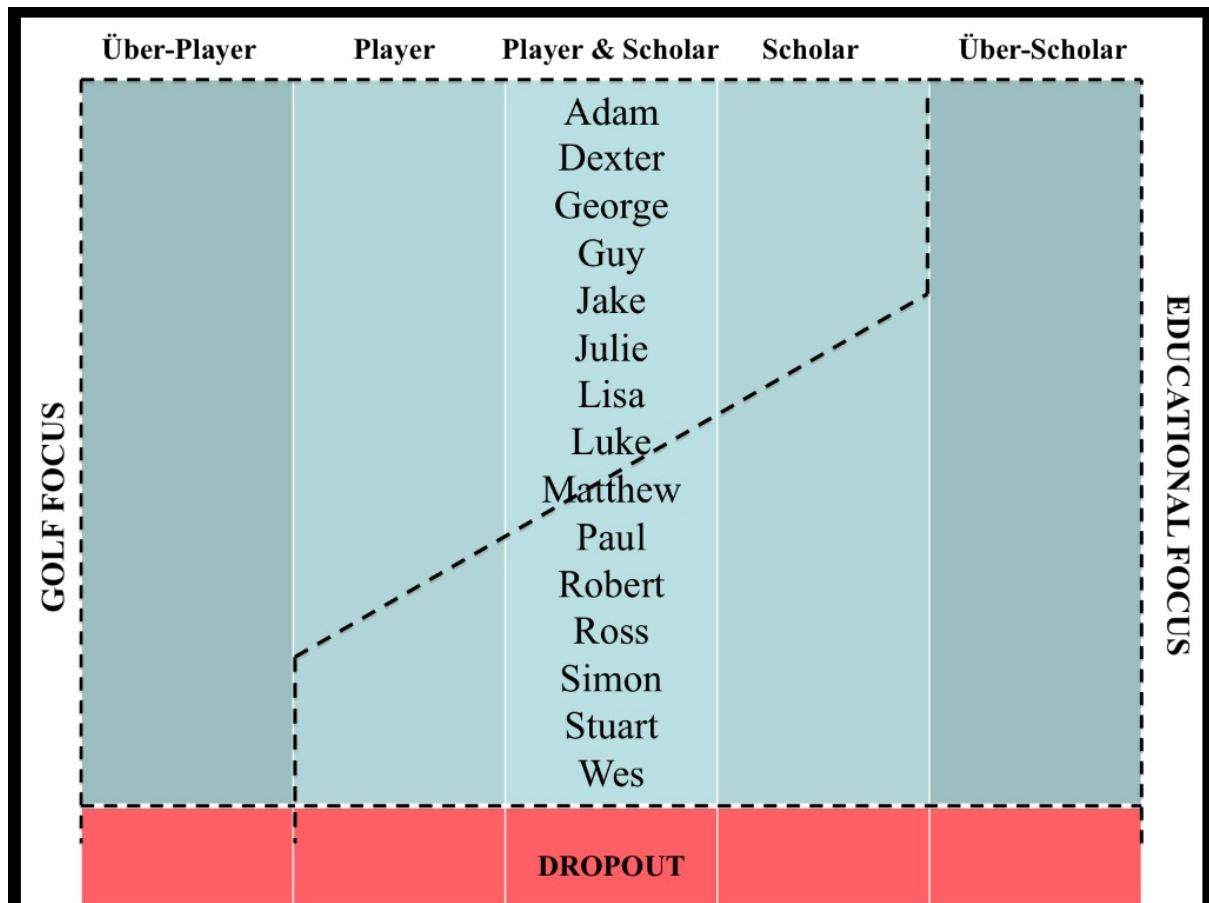 Über-Player Player Player & Scholar Scholar Über-Scholar
GOLF FOCUS
Adam
Dexter
George
Guy
Jake
Julie
Lisa
Luke
Matthew
Paul
Robert
Ross
Simon
Stuart
Wes
EDUCATIONAL FOCUS
DROPOUT